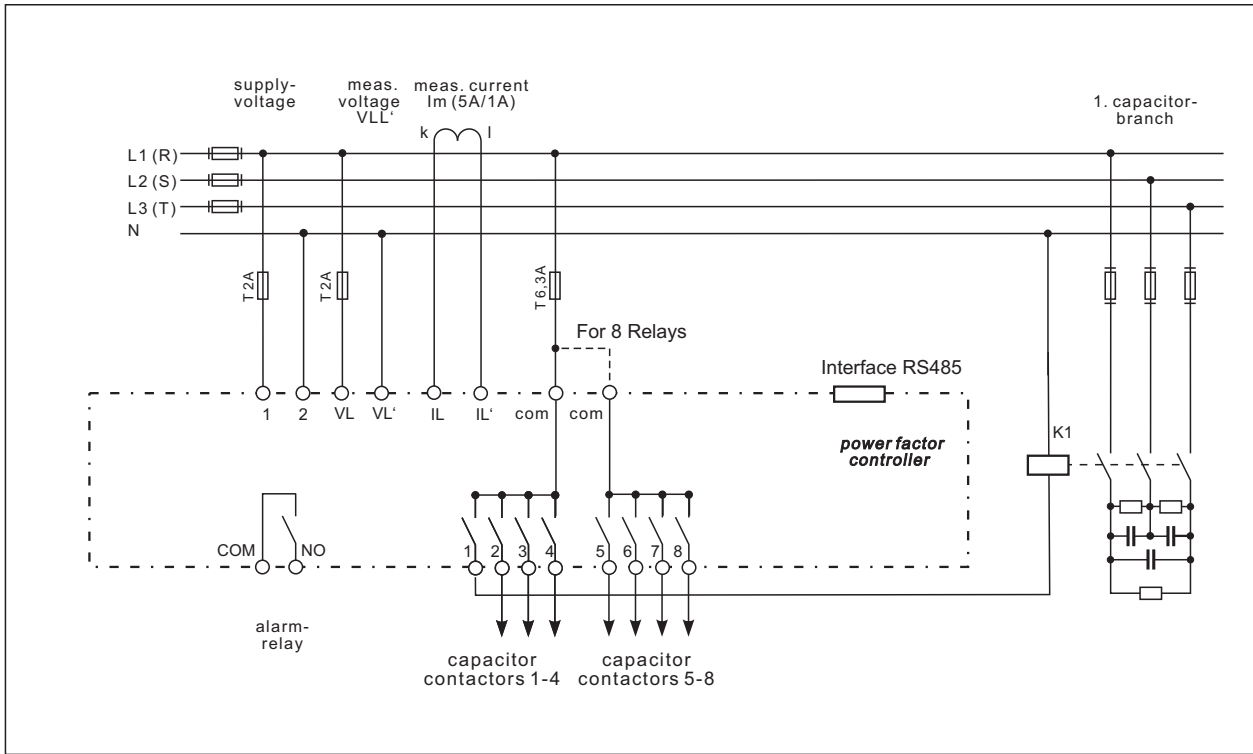 supply-
voltage
meas.
voltage
VLL‘
meas. current
Im (5A/1A)
k
l
1. capacitor-
branch
L1 (R)
L2 (S)
L3 (T)
N
T 2A
T 2A
T 6,3A
For 8 Relays
Interface RS485
1
2
VL
VL‘
IL
IL‘
com
com
power factor
controller
K1
COM
NO
1
2
3
4
5
6
7
8
alarm-
relay
capacitor
contactors 1-4
capacitor
contactors 5-8